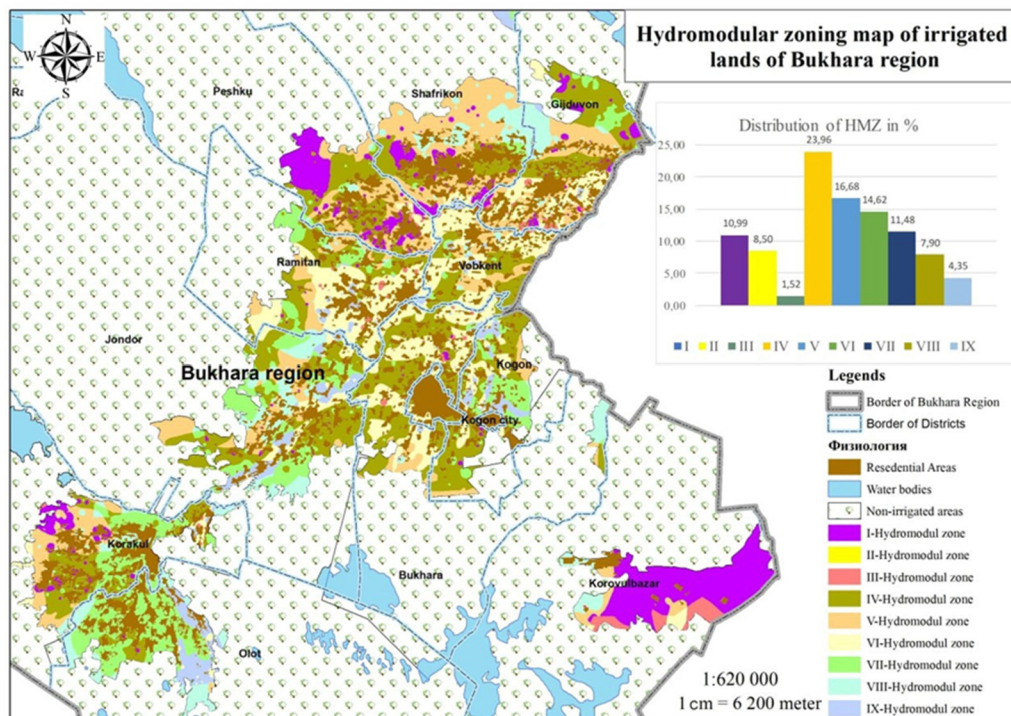 Hydromodular zoning map of irrigated
lands of Bukhara region
N
W
E
S
Peshku
Shafrikon
Gijduvon
Ramitan
Vobkent
Jondor
Bukhara region
Kogon
Kogon city
Korakul
Bukhara
Korovulbazar
Olot
Distribution of HMZ in %
25,00
20,00
15,00
10,00
5,00
0,00
10,99
8,50
1,52
23,96
16,68
14,62
11,48
7,90
4,35
I II III IV V VI VII VIII IX
Legends
Border of Bukhara Region
Border of Districts
Физиология
Resedential Areas
Water bodies
Non-irrigated areas
I-Hydromodul zone
II-Hydromodul zone
III-Hydromodul zone
IV-Hydromodul zone
V-Hydromodul zone
VI-Hydromodul zone
VII-Hydromodul zone
VIII-Hydromodul zone
IX-Hydromodul zone
1:620 000
1 cm = 6 200 meter